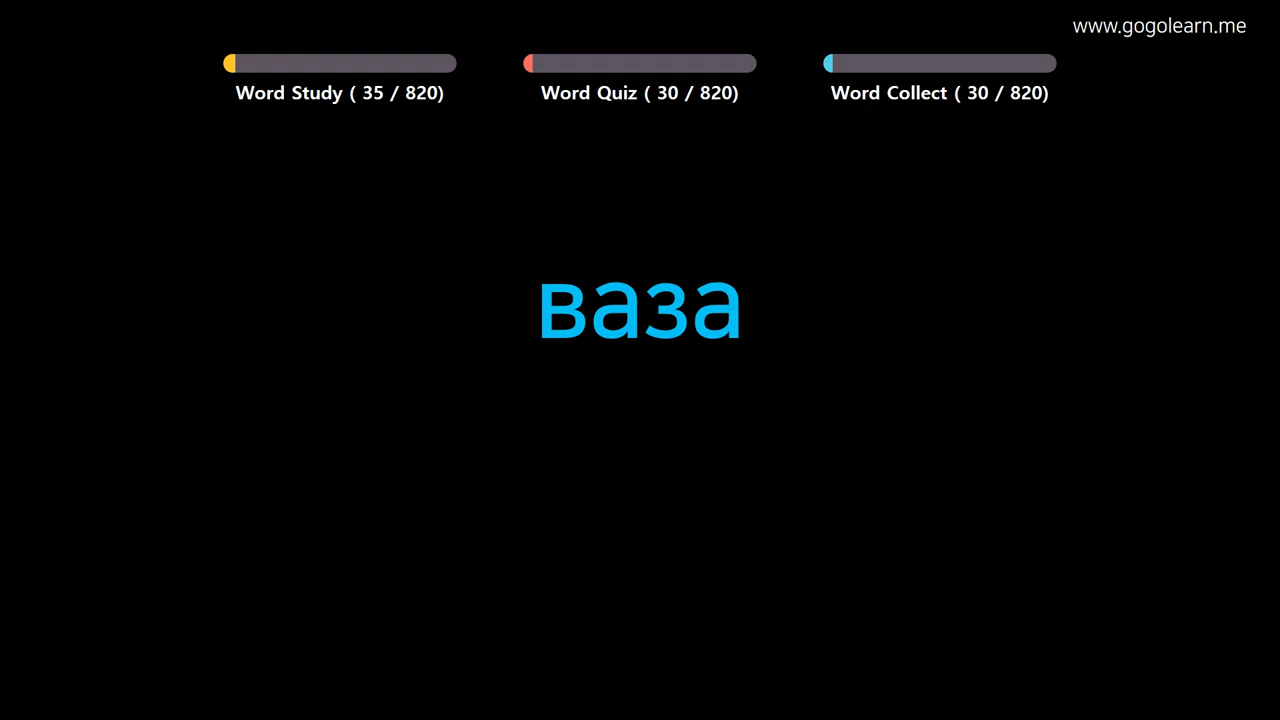 www.gogolearn.me
Word Study ( 35 / 820)
Word Quiz ( 30 / 820)
Word Collect ( 30 / 820)
ваза